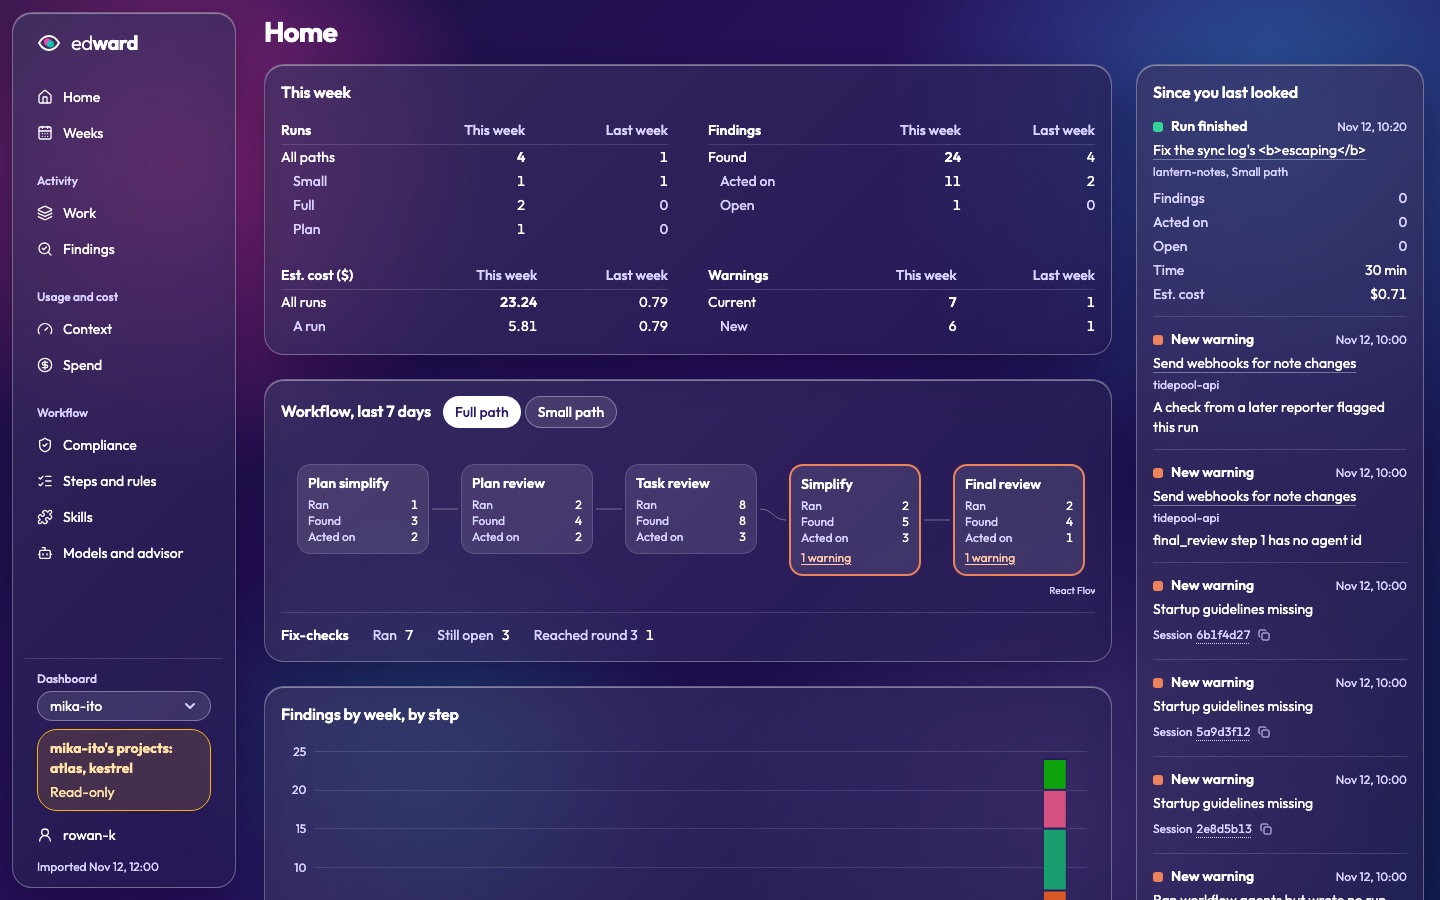 edward
Home
Weeks
Activity
Work
Findings
Usage and cost
Context
Spend
Workflow
Compliance
Steps and rules
Skills
Models and advisor
Dashboard
mika-ito
mika-ito's projects:
atlas, kestrel
Read-only
rowan-k
Imported Nov 12, 12:00
Home
This week
Runs This week Last week
All paths 4 1
Small 1 1
Full 2 0
Plan 1 0
Findings This week Last week
Found 24 4
Acted on 11 2
Open 1 0
Est. cost ($) This week Last week
All runs 23.24 0.79
A run 5.81 0.79
Warnings This week Last week
Current 7 1
New 6 1
Workflow, last 7 days Full path Small path
Plan simplify
Ran 1
Found 3
Acted on 2
Plan review
Ran 2
Found 4
Acted on 2
Task review
Ran 8
Found 8
Acted on 3
Simplify
Ran 2
Found 5
Acted on 3
1 warning
Final review
Ran 2
Found 4
Acted on 1
1 warning
React Flow
Fix-checks Ran 7 Still open 3 Reached round 3 1
Findings by week, by step
25
20
15
10
Since you last looked
Run finished Nov 12, 10:20
Fix the sync log's <b>escaping</b>
lantern-notes, Small path
Findings 0
Acted on 0
Open 0
Time 30 min
Est. cost $0.71
New warning Nov 12, 10:00
Send webhooks for note changes
tidepool-api
A check from a later reporter flagged
this run
New warning Nov 12, 10:00
Send webhooks for note changes
tidepool-api
final_review step 1 has no agent id
New warning Nov 12, 10:00
Startup guidelines missing
Session 6b1f4d27
New warning Nov 12, 10:00
Startup guidelines missing
Session 5a9d3f12
New warning Nov 12, 10:00
Startup guidelines missing
Session 2e8d5b13
New warning Nov 12, 10:00
Ran workflow agents but wrote no run